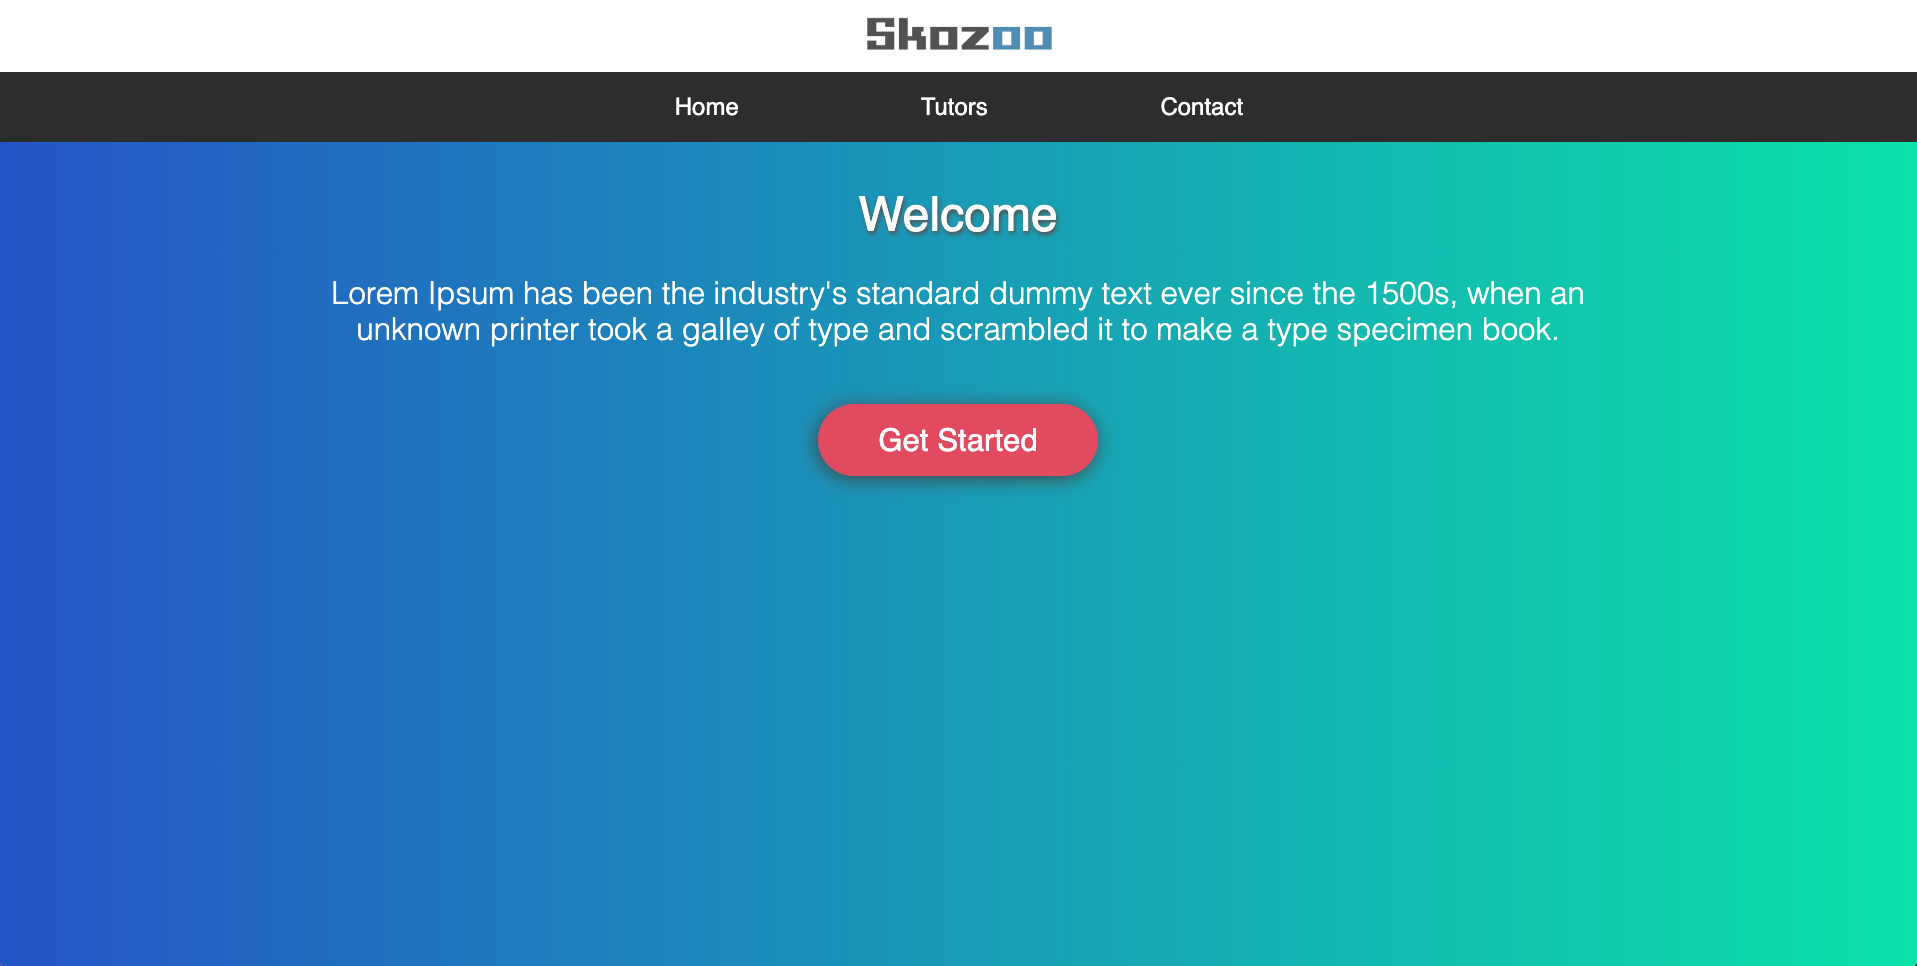 Skozoo
Home Tutors Contact
Welcome
Lorem Ipsum has been the industry's standard dummy text ever since the 1500s, when an
unknown printer took a galley of type and scrambled it to make a type specimen book.
Get Started